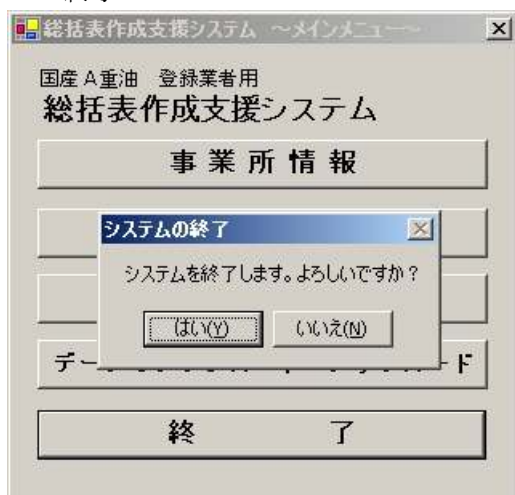 総括表作成支援システム ～メインメニュー～
国産A重油 登録業者用
総括表作成支援システム
事業所情報
システムの終了
システムを終了します。よろしいですか?
はい(Y)
いいえ(N)
終 了